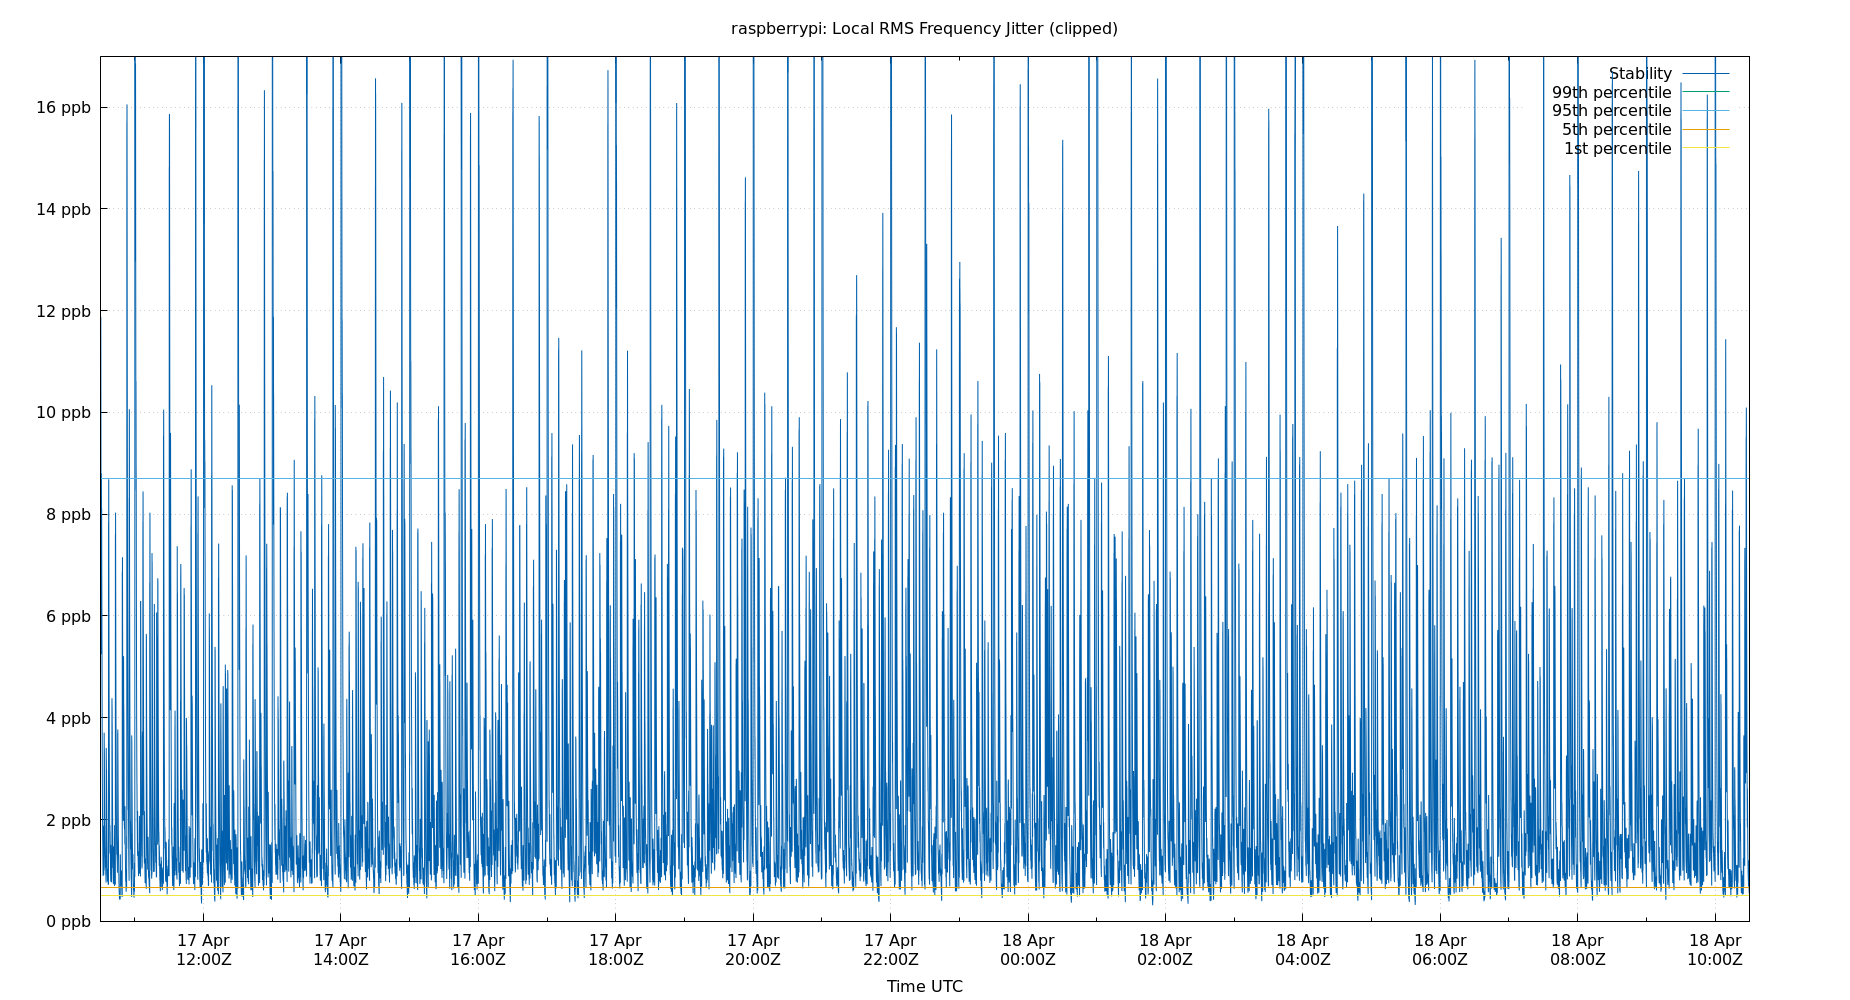 raspberrypi: Local RMS Frequency Jitter (clipped)
Stability
99th percentile
95th percentile
5th percentile
1st percentile
16 ppb
14 ppb
12 ppb
10 ppb
8 ppb
6 ppb
4 ppb
2 ppb
0 ppb
17 Apr 17 Apr 17 Apr 17 Apr 17 Apr 17 Apr 18 Apr 18 Apr 18 Apr 18 Apr 18 Apr 18 Apr
12:00Z 14:00Z 16:00Z 18:00Z 20:00Z 22:00Z 00:00Z 02:00Z 04:00Z 06:00Z 08:00Z 10:00Z
Time UTC